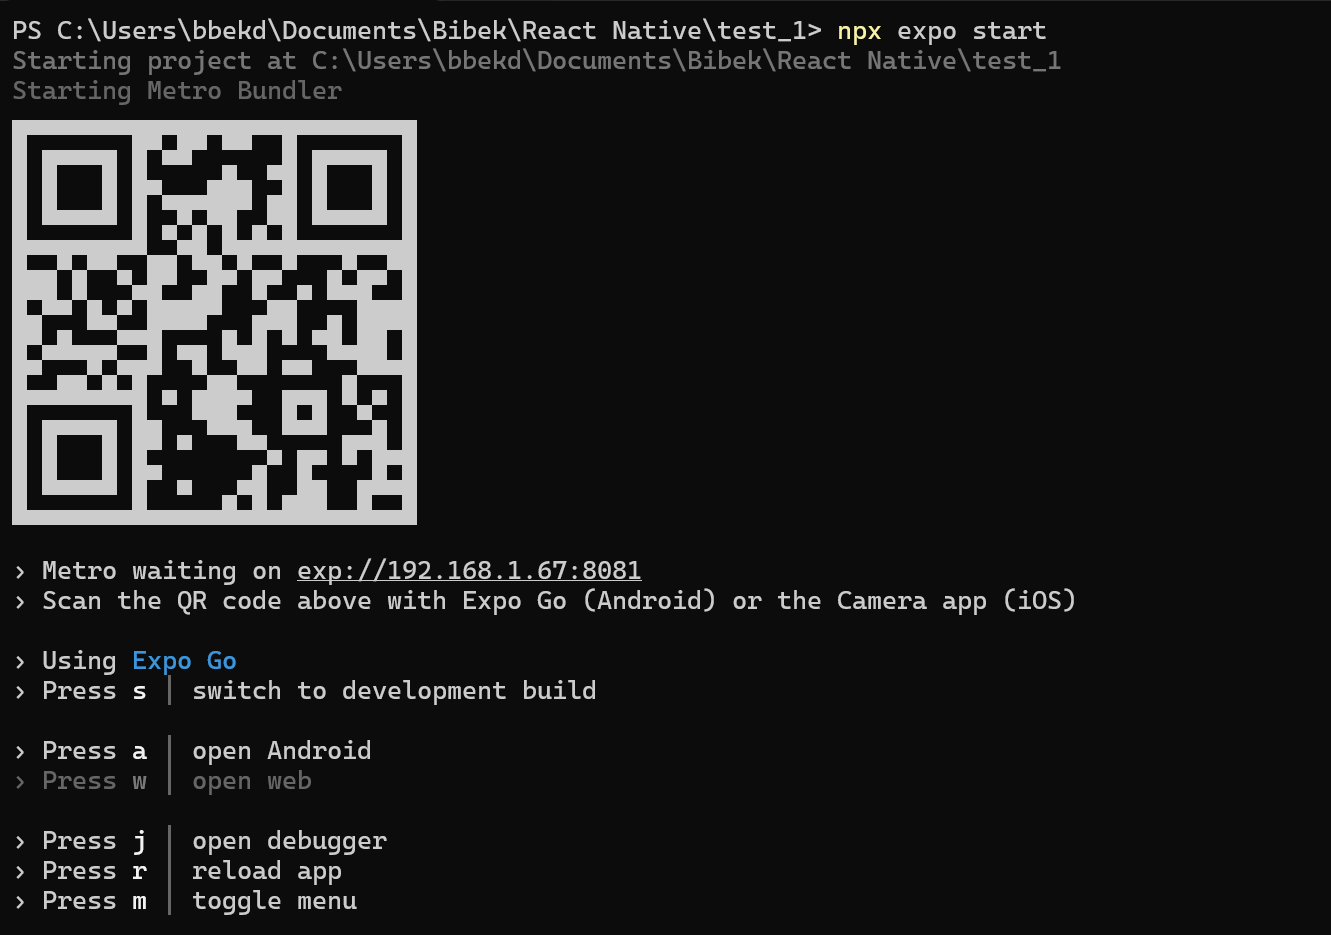 PS C:\Users\bbekd\Documents\Bibek\React Native\test_1> npx expo start
Starting project at C:\Users\bbekd\Documents\Bibek\React Native\test_1
Starting Metro Bundler
› Metro waiting on exp://192.168.1.67:8081
› Scan the QR code above with Expo Go (Android) or the Camera app (iOS)
› Using Expo Go
› Press s │ switch to development build
› Press a │ open Android
› Press w │ open web
› Press j │ open debugger
› Press r │ reload app
› Press m │ toggle menu